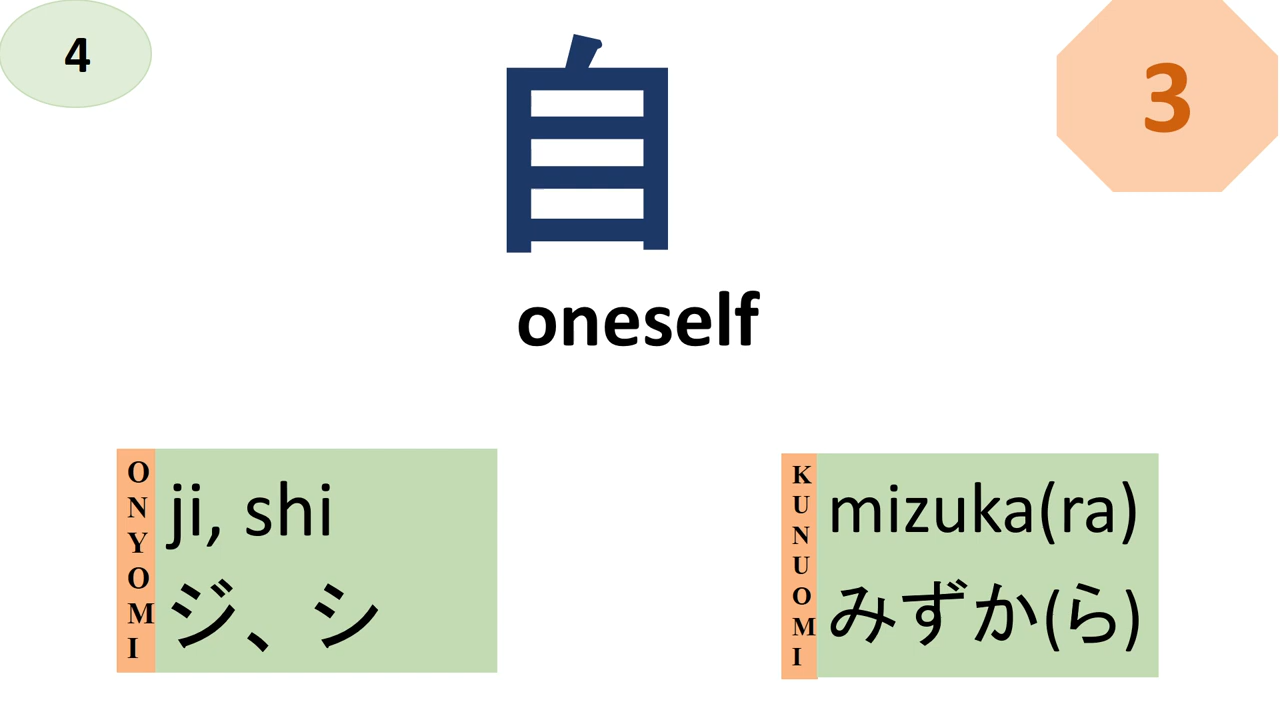 4
自
3
oneself
ONYOMI
ji, shi
ジ、シ
KUNUOMI
mizuka(ra)
みずか(ら)